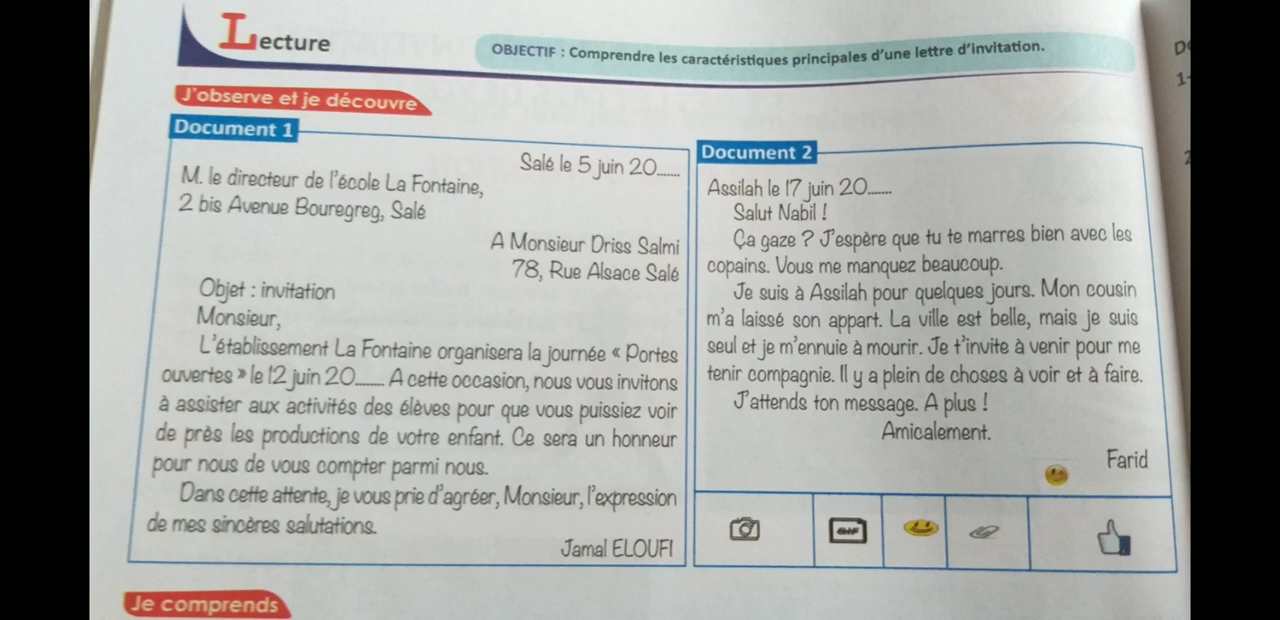 Lecture
OBJECTIF : Comprendre les caractéristiques principales d'une lettre d'invitation.
J'observe et je découvre
Document 1
Salé le 5 juin 20.......
M. le directeur de l'école La Fontaine,
2 bis Avenue Bouregreg, Salé
A Monsieur Driss Salmi
78, Rue Alsace Salé
Objet : invitation
Monsieur,
L'établissement La Fontaine organisera la journée « Portes
ouvertes » le 12 juin 20....... A cette occasion, nous vous invitons
à assister aux activités des élèves pour que vous puissiez voir
de près les productions de votre enfant. Ce sera un honneur
pour nous de vous compter parmi nous.
Dans cette attente, je vous prie d'agréer, Monsieur, l'expression
de mes sincères salutations.
Jamal ELOUFI
Document 2
Assilah le 17 juin 20.......
Salut Nabil !
Ça gaze ? J'espère que tu te marres bien avec les
copains. Vous me manquez beaucoup.
Je suis à Assilah pour quelques jours. Mon cousin
m'a laissé son appart. La ville est belle, mais je suis
seul et je m'ennuie à mourir. Je t'invite à venir pour me
tenir compagnie. Il y a plein de choses à voir et à faire.
J'attends ton message. A plus !
Amicalement.
Farid
GIF
Je comprends
1-
2